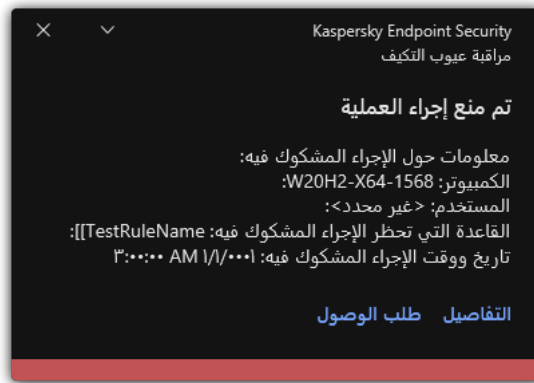 Kaspersky Endpoint Security
مراقبة عيوب التكيف
تم منع إجراء العملية
معلومات حول الإجراء المشكوك فيه:
الكمبيوتر: W20H2-X64-1568:
المستخدم: <غير محدد>:
القاعدة التي تحظر الإجراء المشكوك فيه: TestRuleName]]:
تاريخ ووقت الإجراء المشكوك فيه: ٣:٠٠:٠٠ AM ١/١/٠٠٠١
التفاصيل طلب الوصول